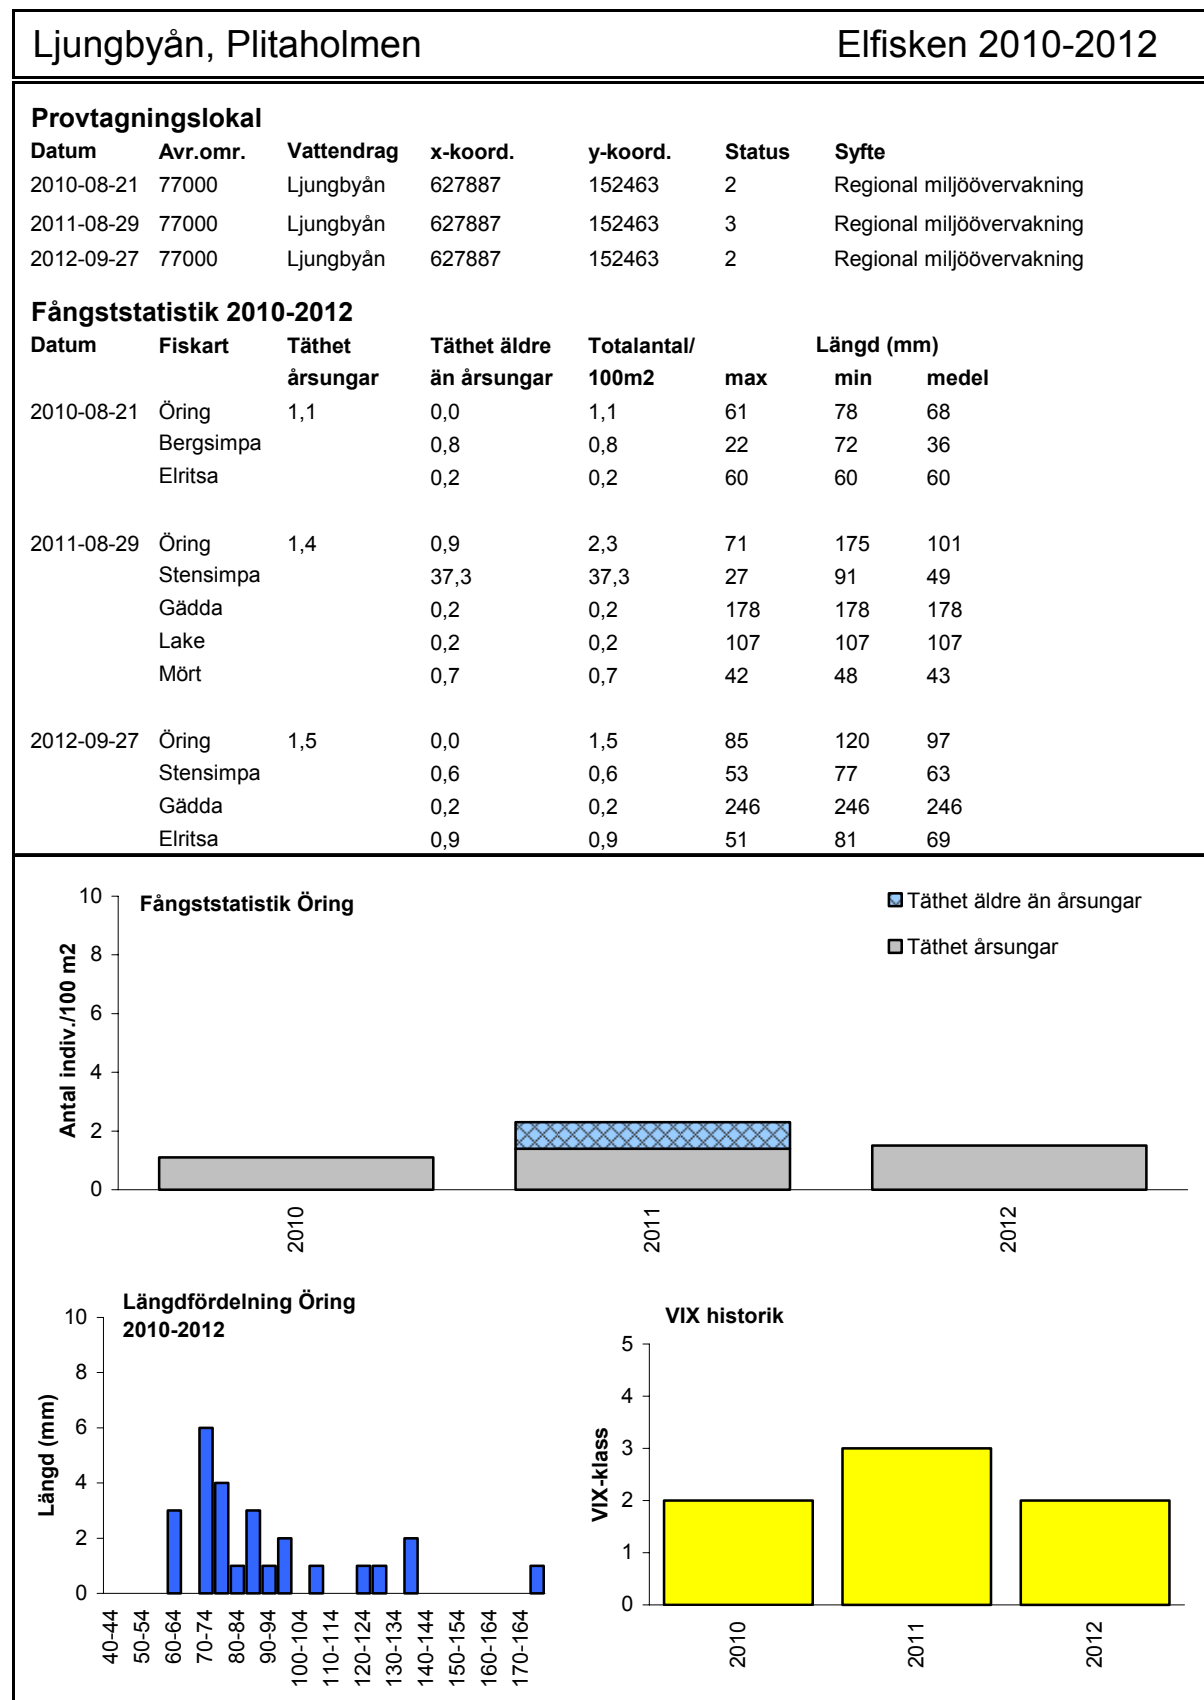 Ljungbyån, Plitaholmen Elfisken 2010-2012
Provtagningslokal
Datum Avr.omr. Vattendrag x-koord. y-koord. Status Syfte
2010-08-21 77000 Ljungbyån 627887 152463 2 Regional miljöövervakning
2011-08-29 77000 Ljungbyån 627887 152463 3 Regional miljöövervakning
2012-09-27 77000 Ljungbyån 627887 152463 2 Regional miljöövervakning
Fångststatistik 2010-2012
Datum Fiskart Täthet Täthet äldre Totalantal/ Längd (mm)
årsungar än årsungar 100m2 max min medel
2010-08-21 Öring 1,1 0,0 1,1 61 78 68
Bergsimpa 0,8 0,8 22 72 36
Elritsa 0,2 0,2 60 60 60
2011-08-29 Öring 1,4 0,9 2,3 71 175 101
Stensimpa 37,3 37,3 27 91 49
Gädda 0,2 0,2 178 178 178
Lake 0,2 0,2 107 107 107
Mört 0,7 0,7 42 48 43
2012-09-27 Öring 1,5 0,0 1,5 85 120 97
Stensimpa 0,6 0,6 53 77 63
Gädda 0,2 0,2 246 246 246
Elritsa 0,9 0,9 51 81 69
Fångststatistik Öring
Täthet äldre än årsungar
Täthet årsungar
Antal indiv./100 m2
10
8
6
4
2
0
2010 2011 2012
Längdfördelning Öring
2010-2012
Längd (mm)
10
8
6
4
2
0
40-44 50-54 60-64 70-74 80-84 90-94 100-104 110-114 120-124 130-134 140-144 150-154 160-164 170-164
VIX historik
VIX-klass
5
4
3
2
1
0
2010 2011 2012